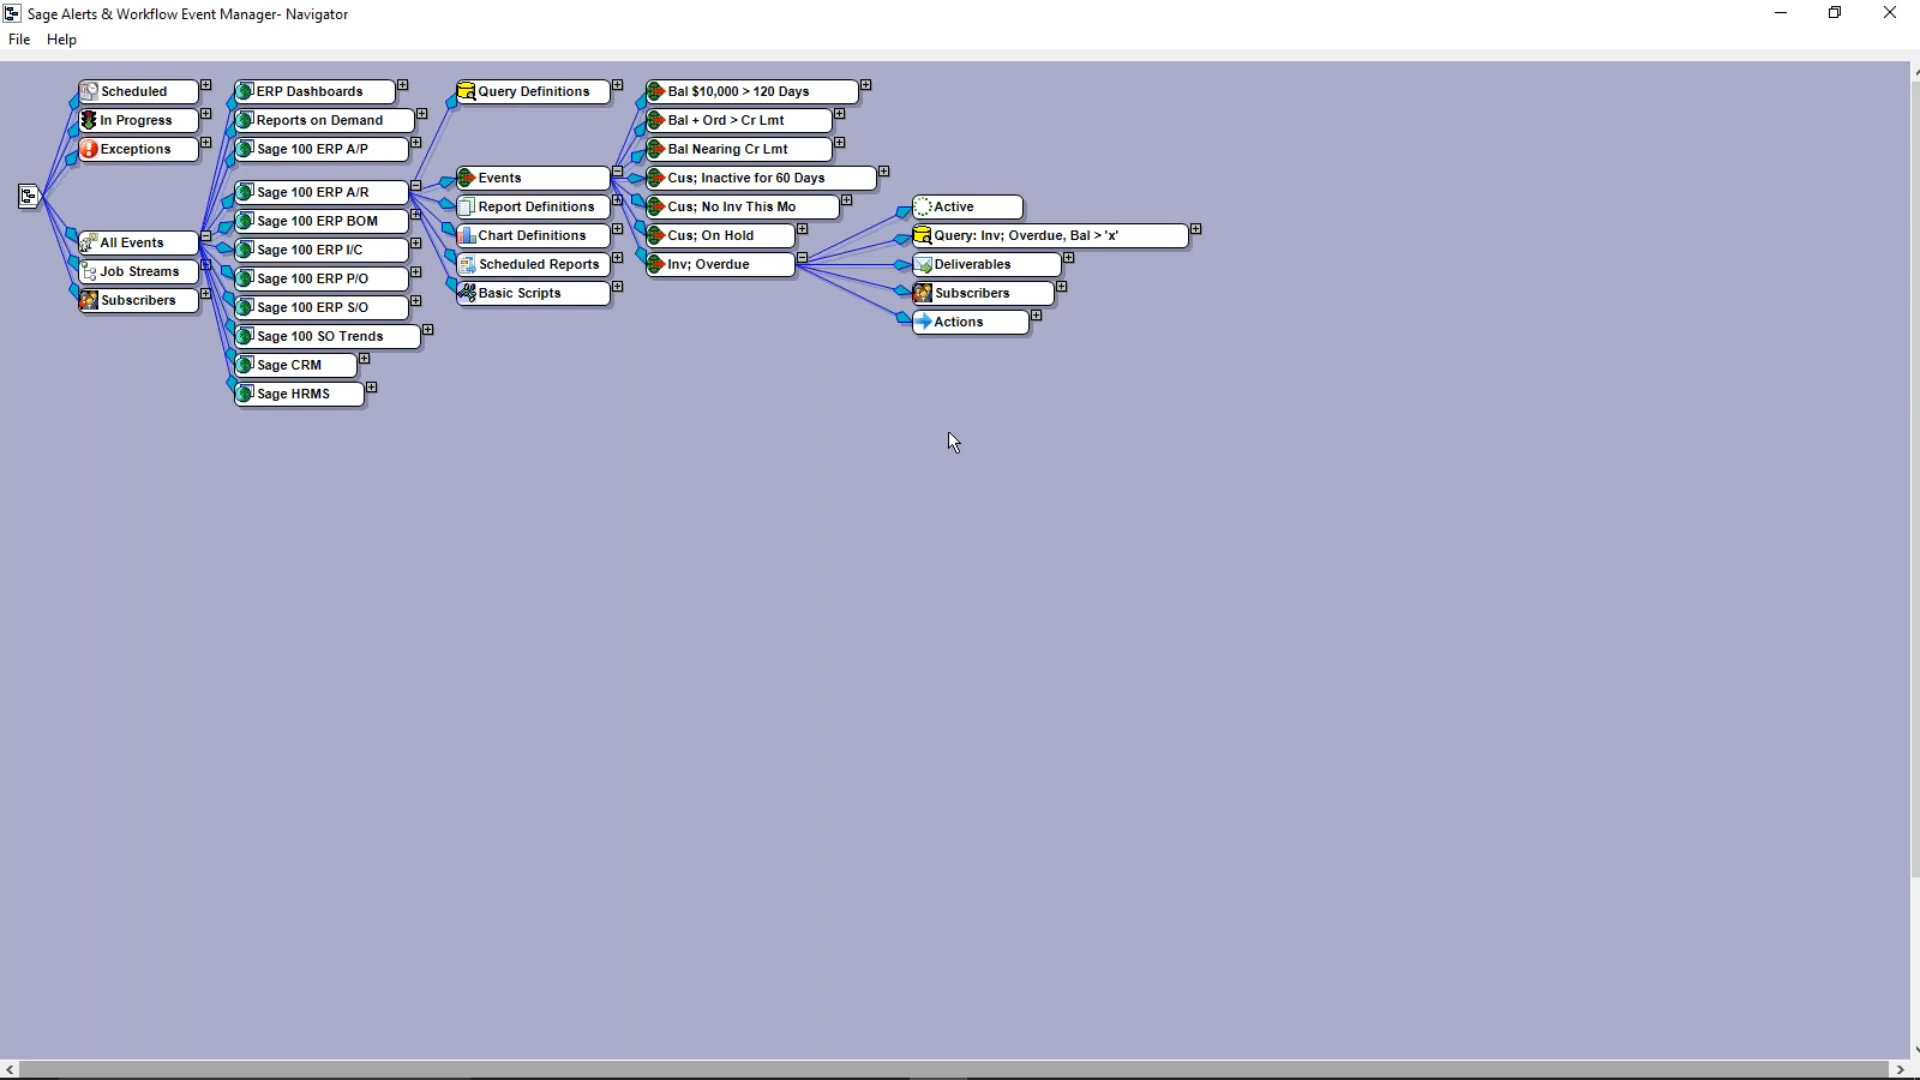 Sage Alerts & Workflow Event Manager- Navigator
File Help
Scheduled
In Progress
Exceptions
All Events
Job Streams
Subscribers
ERP Dashboards
Reports on Demand
Sage 100 ERP A/P
Sage 100 ERP A/R
Sage 100 ERP BOM
Sage 100 ERP I/C
Sage 100 ERP P/O
Sage 100 ERP S/O
Sage 100 SO Trends
Sage CRM
Sage HRMS
Query Definitions
Events
Report Definitions
Chart Definitions
Scheduled Reports
Basic Scripts
Bal $10,000 > 120 Days
Bal + Ord > Cr Lmt
Bal Nearing Cr Lmt
Cus; Inactive for 60 Days
Cus; No Inv This Mo
Cus; On Hold
Inv; Overdue
Active
Query: Inv; Overdue, Bal > 'x'
Deliverables
Subscribers
Actions